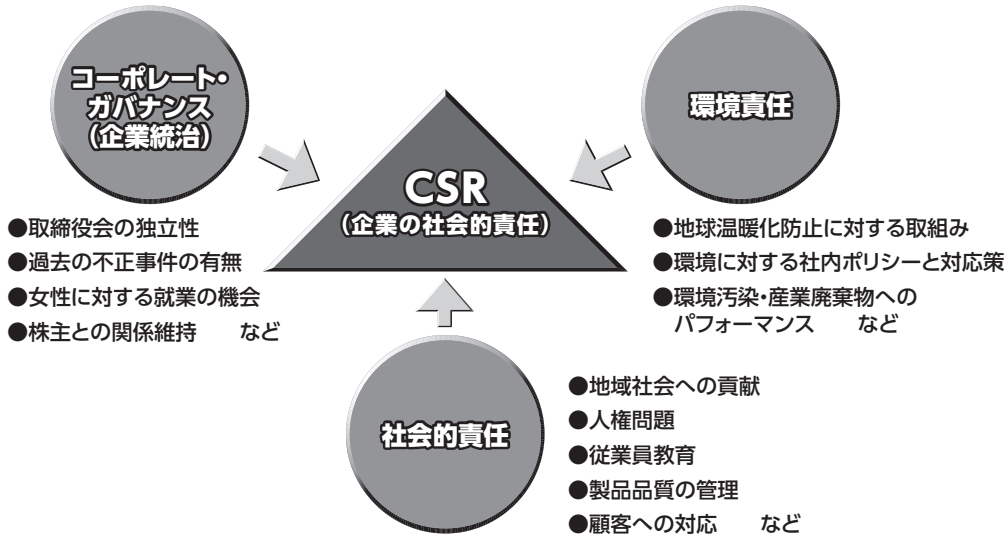 コーポレート・
ガバナンス
（企業統治）
●取締役会の独立性
●過去の不正事件の有無
●女性に対する就業の機会
●株主との関係維持　など
CSR
（企業の社会的責任）
環境責任
●地球温暖化防止に対する取組み
●環境に対する社内ポリシーと対応策
●環境汚染・産業廃棄物への
パフォーマンス　など
社会的責任
●地域社会への貢献
●人権問題
●従業員教育
●製品品質の管理
●顧客への対応　など